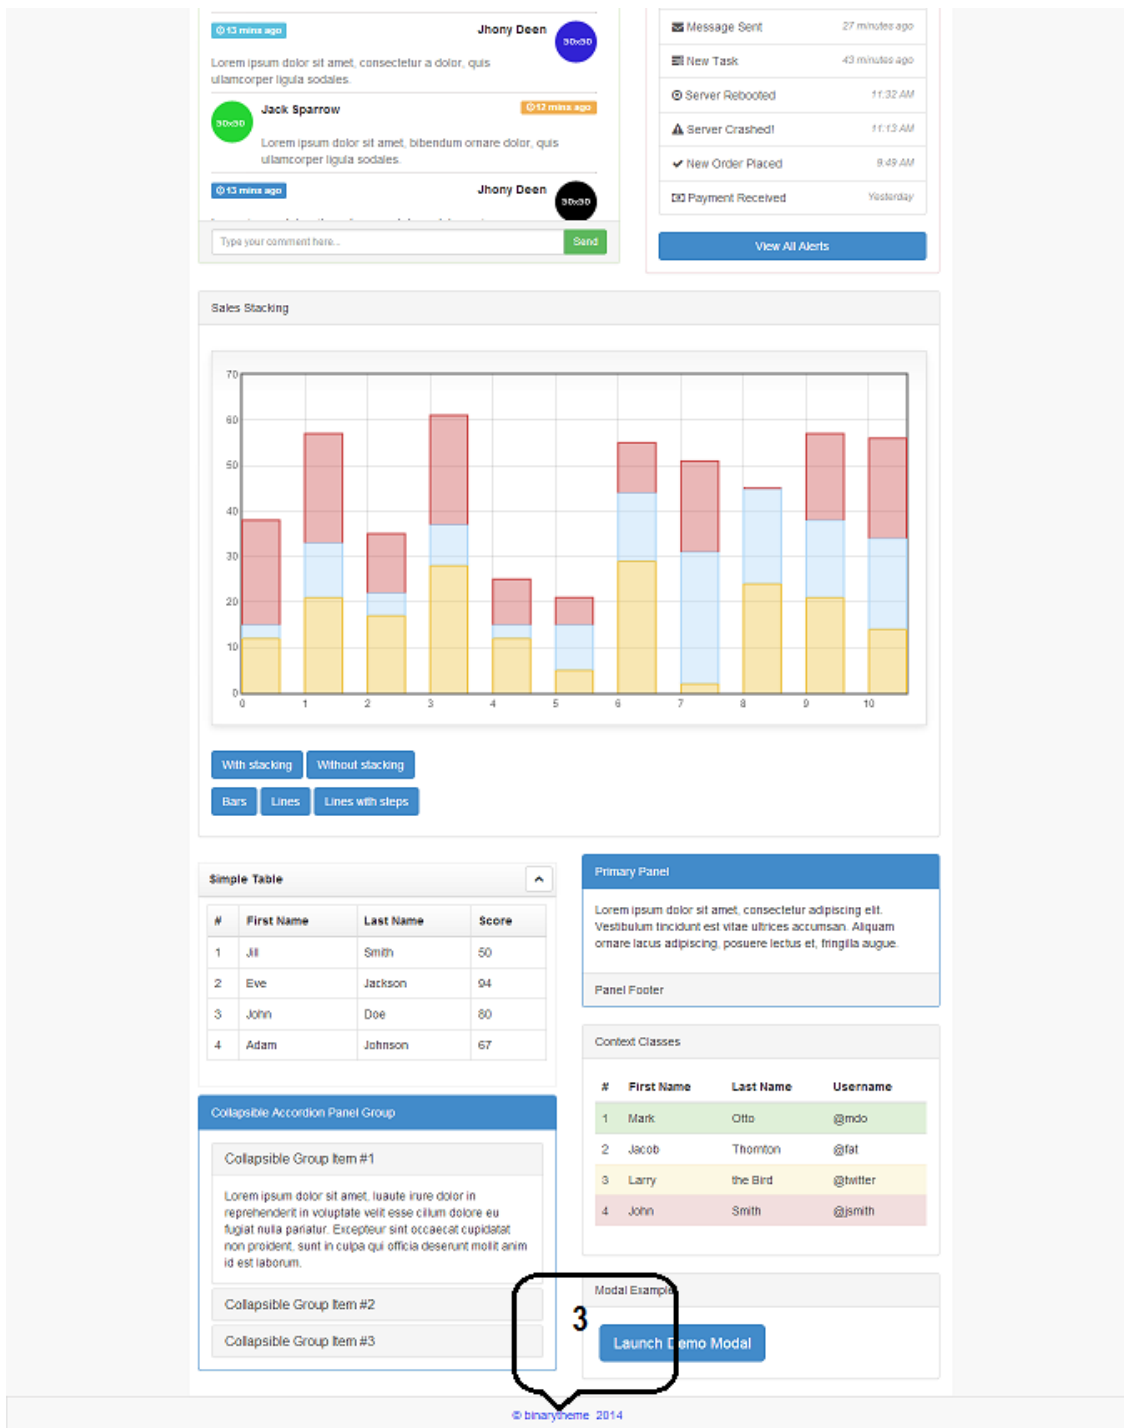 13 mins ago Jhony Deen
30x30
Lorem ipsum dolor sit amet, consectetur a dolor, quis
ullamcorper ligula sodales.
30x30
Jack Sparrow 12 mins ago
Lorem ipsum dolor sit amet, bibendum ornare dolor, quis
ullamcorper ligula sodales.
13 mins ago Jhony Deen
30x30
Type your comment here... Send
Message Sent 27 minutes ago
New Task 43 minutes ago
Server Rebooted 11:32 AM
Server Crashed! 11:13 AM
New Order Placed 9:49 AM
Payment Received Yesterday
View All Alerts
Sales Stacking
70
60
50
40
30
20
10
0
0 1 2 3 4 5 6 7 8 9 10
With stacking Without stacking
Bars Lines Lines with steps
Simple Table
# First Name Last Name Score
1 Jill Smith 50
2 Eve Jackson 94
3 John Doe 80
4 Adam Johnson 67
Collapsible Accordion Panel Group
Collapsible Group Item #1
Lorem ipsum dolor sit amet, luaute irure dolor in
reprehenderit in voluptate velit esse cillum dolore eu
fugiat nulla pariatur. Excepteur sint occaecat cupidatat
non proident, sunt in culpa qui officia deserunt mollit anim
id est laborum.
Collapsible Group Item #2
Collapsible Group Item #3
Primary Panel
Lorem ipsum dolor sit amet, consectetur adipiscing elit.
Vestibulum tincidunt est vitae ultrices accumsan. Aliquam
ornare lacus adipiscing, posuere lectus et, fringilla augue.
Panel Footer
Context Classes
# First Name Last Name Username
1 Mark Otto @mdo
2 Jacob Thornton @fat
3 Larry the Bird @twitter
4 John Smith @jsmith
Modal Example
3
Launch Demo Modal
© binarytheme 2014